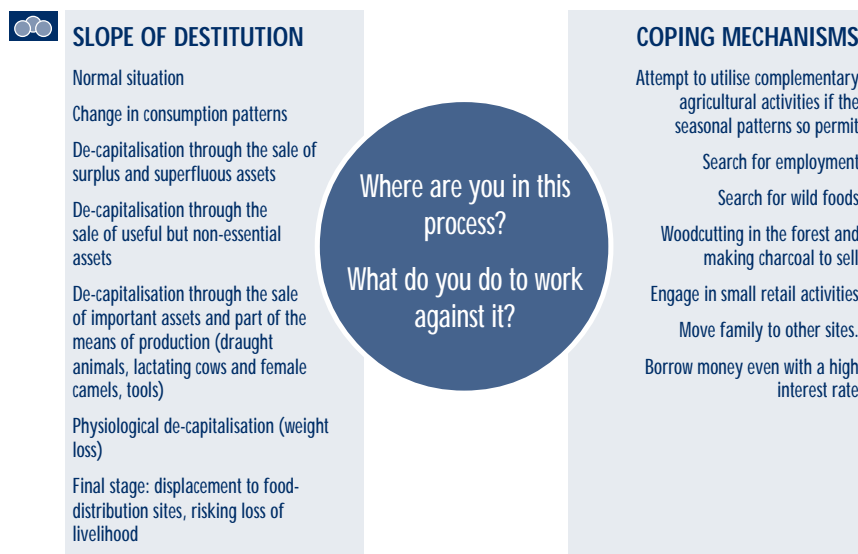 SLOPE OF DESTITUTION
Normal situation
Change in consumption patterns
De-capitalisation through the sale of
surplus and superfluous assets
De-capitalisation through the
sale of useful but non-essential
assets
De-capitalisation through the sale
of important assets and part of the
means of production (draught
animals, lactating cows and female
camels, tools)
Physiological de-capitalisation (weight
loss)
Final stage: displacement to food-
distribution sites, risking loss of
livelihood
Where are you in this
process?
What do you do to work
against it?
COPING MECHANISMS
Attempt to utilise complementary
agricultural activities if the
seasonal patterns so permit
Search for employment
Search for wild foods
Woodcutting in the forest and
making charcoal to sell
Engage in small retail activities
Move family to other sites.
Borrow money even with a high
interest rate